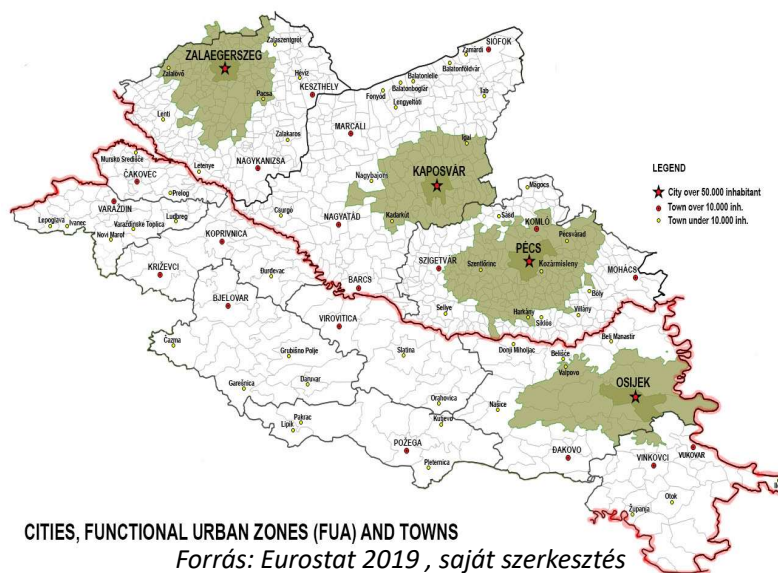 SIÓFOK
Zamárdi
Zalaszentgrót
ZALAEGERSZEG
Balatonföldvár
Zalalövő
Hévíz
Balatonlelle
Balatonboglár
KESZTHELY
Fonyód
Tab
Pacsa
Lengyeltóti
Lenti
MARCALI
Igal
Zalakaros
Mursko Središće
Letenye
NAGYKANIZSA
KAPOSVÁR
LEGEND
City over 50.000 inhabitant
Town over 10.000 inh.
Town under 10.000 inh.
ČAKOVEC
Nagybajom
Mágocs
Prelog
VARAŽDIN
Csurgó
Kadarkút
Sásd
KOMLÓ
Lepoglava
Ivanec
Varaždinske Toplice
Ludbreg
NAGYATÁD
Pécsvárad
Novi Marof
KOPRIVNICA
PÉCS
SZIGETVÁR
Szentlőrinc
Kozármisleny
MOHÁCS
KRIŽEVCI
Đurđevac
BARCS
Bóly
BJELOVAR
Sellye
Harkány
Villány
Siklós
VIROVITICA
Čazma
Slatina
Donji Miholjac
Beli Manastir
Grubišno Polje
Belišće
Valpovo
Garešnica
Daruvar
OSIJEK
Orahovica
Našice
Pakrac
Lipik
Kutjevo
POŽEGA
ĐAKOVO
VUKOVAR
VINKOVCI
Pleternica
Otok
Županja
CITIES, FUNCTIONAL URBAN ZONES (FUA) AND TOWNS
Forrás: Eurostat 2019 , saját szerkesztés